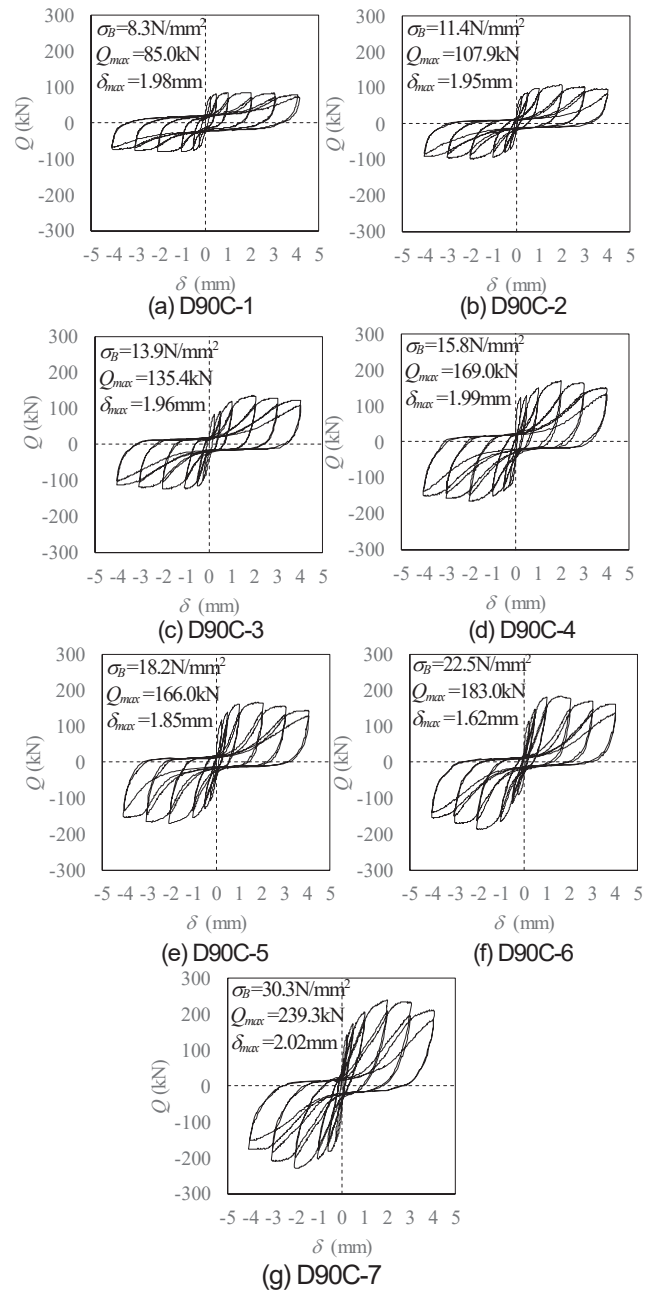 300
200
100
0
-100
-200
-300
Q (kN)
σB=8.3N/mm²
Qmax=85.0kN
δmax=1.98mm
-5 -4 -3 -2 -1 0 1 2 3 4 5
δ (mm)
(a) D90C-1
300
200
100
0
-100
-200
-300
Q (kN)
σB=11.4N/mm²
Qmax=107.9kN
δmax=1.95mm
-5 -4 -3 -2 -1 0 1 2 3 4 5
δ (mm)
(b) D90C-2
300
200
100
0
-100
-200
-300
Q (kN)
σB=13.9N/mm²
Qmax=135.4kN
δmax=1.96mm
-5 -4 -3 -2 -1 0 1 2 3 4 5
δ (mm)
(c) D90C-3
300
200
100
0
-100
-200
-300
Q (kN)
σB=15.8N/mm²
Qmax=169.0kN
δmax=1.99mm
-5 -4 -3 -2 -1 0 1 2 3 4 5
δ (mm)
(d) D90C-4
300
200
100
0
-100
-200
-300
Q (kN)
σB=18.2N/mm²
Qmax=166.0kN
δmax=1.85mm
-5 -4 -3 -2 -1 0 1 2 3 4 5
δ (mm)
(e) D90C-5
300
200
100
0
-100
-200
-300
Q (kN)
σB=22.5N/mm²
Qmax=183.0kN
δmax=1.62mm
-5 -4 -3 -2 -1 0 1 2 3 4 5
δ (mm)
(f) D90C-6
300
200
100
0
-100
-200
-300
Q (kN)
σB=30.3N/mm²
Qmax=239.3kN
δmax=2.02mm
-5 -4 -3 -2 -1 0 1 2 3 4 5
δ (mm)
(g) D90C-7